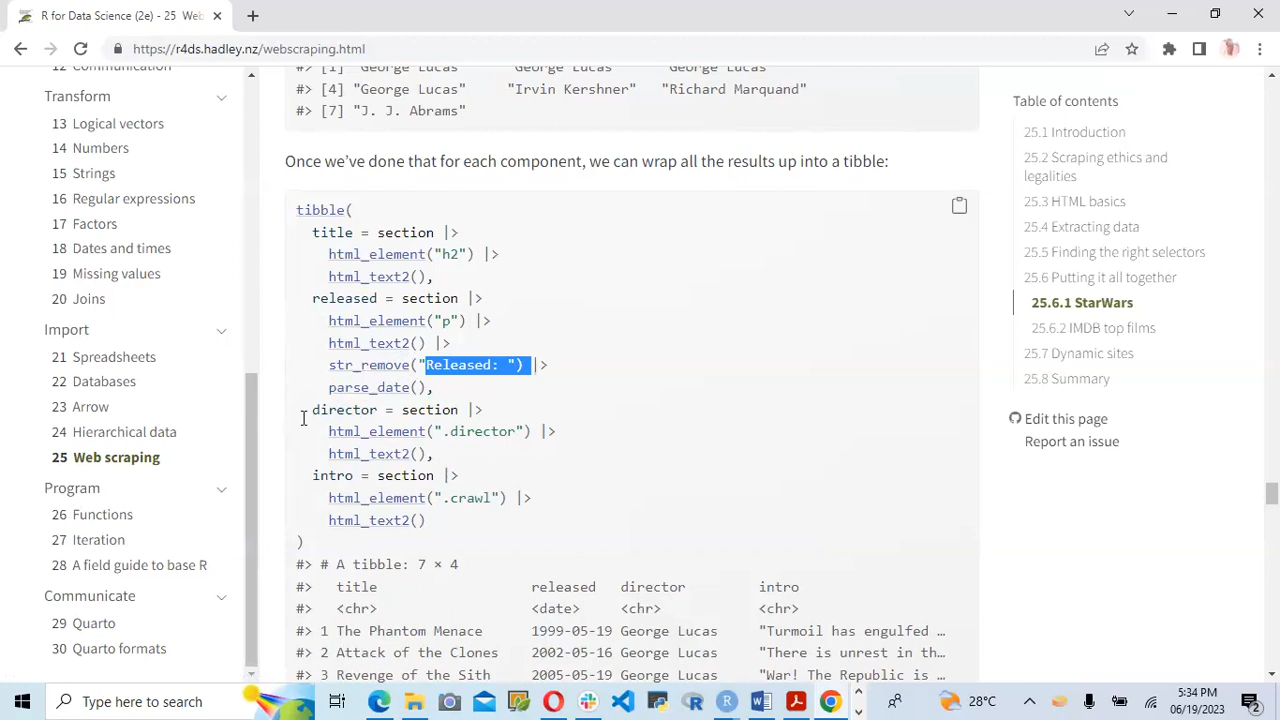 R for Data Science (2e) - 25 Web
https://r4ds.hadley.nz/webscraping.html
12 Communication
Transform
13 Logical vectors
14 Numbers
15 Strings
16 Regular expressions
17 Factors
18 Dates and times
19 Missing values
20 Joins
Import
21 Spreadsheets
22 Databases
23 Arrow
24 Hierarchical data
25 Web scraping
Program
26 Functions
27 Iteration
28 A field guide to base R
Communicate
29 Quarto
30 Quarto formats
#> [1] "George Lucas" "George Lucas" "George Lucas"
#> [4] "George Lucas" "Irvin Kershner" "Richard Marquand"
#> [7] "J. J. Abrams"
Once we've done that for each component, we can wrap all the results up into a tibble:
tibble(
title = section |>
html_element("h2") |>
html_text2(),
released = section |>
html_element("p") |>
html_text2() |>
str_remove("Released: ") |>
parse_date(),
director = section |>
html_element(".director") |>
html_text2(),
intro = section |>
html_element(".crawl") |>
html_text2()
)
#> # A tibble: 7 × 4
#> title released director intro
#> <chr> <date> <chr> <chr>
#> 1 The Phantom Menace 1999-05-19 George Lucas "Turmoil has engulfed …
#> 2 Attack of the Clones 2002-05-16 George Lucas "There is unrest in th…
#> 3 Revenge of the Sith 2005-05-19 George Lucas "War! The Republic is …
Table of contents
25.1 Introduction
25.2 Scraping ethics and
legalities
25.3 HTML basics
25.4 Extracting data
25.5 Finding the right selectors
25.6 Putting it all together
25.6.1 StarWars
25.6.2 IMDB top films
25.7 Dynamic sites
25.8 Summary
Edit this page
Report an issue
Type here to search
28°C
5:34 PM
06/19/2023
2